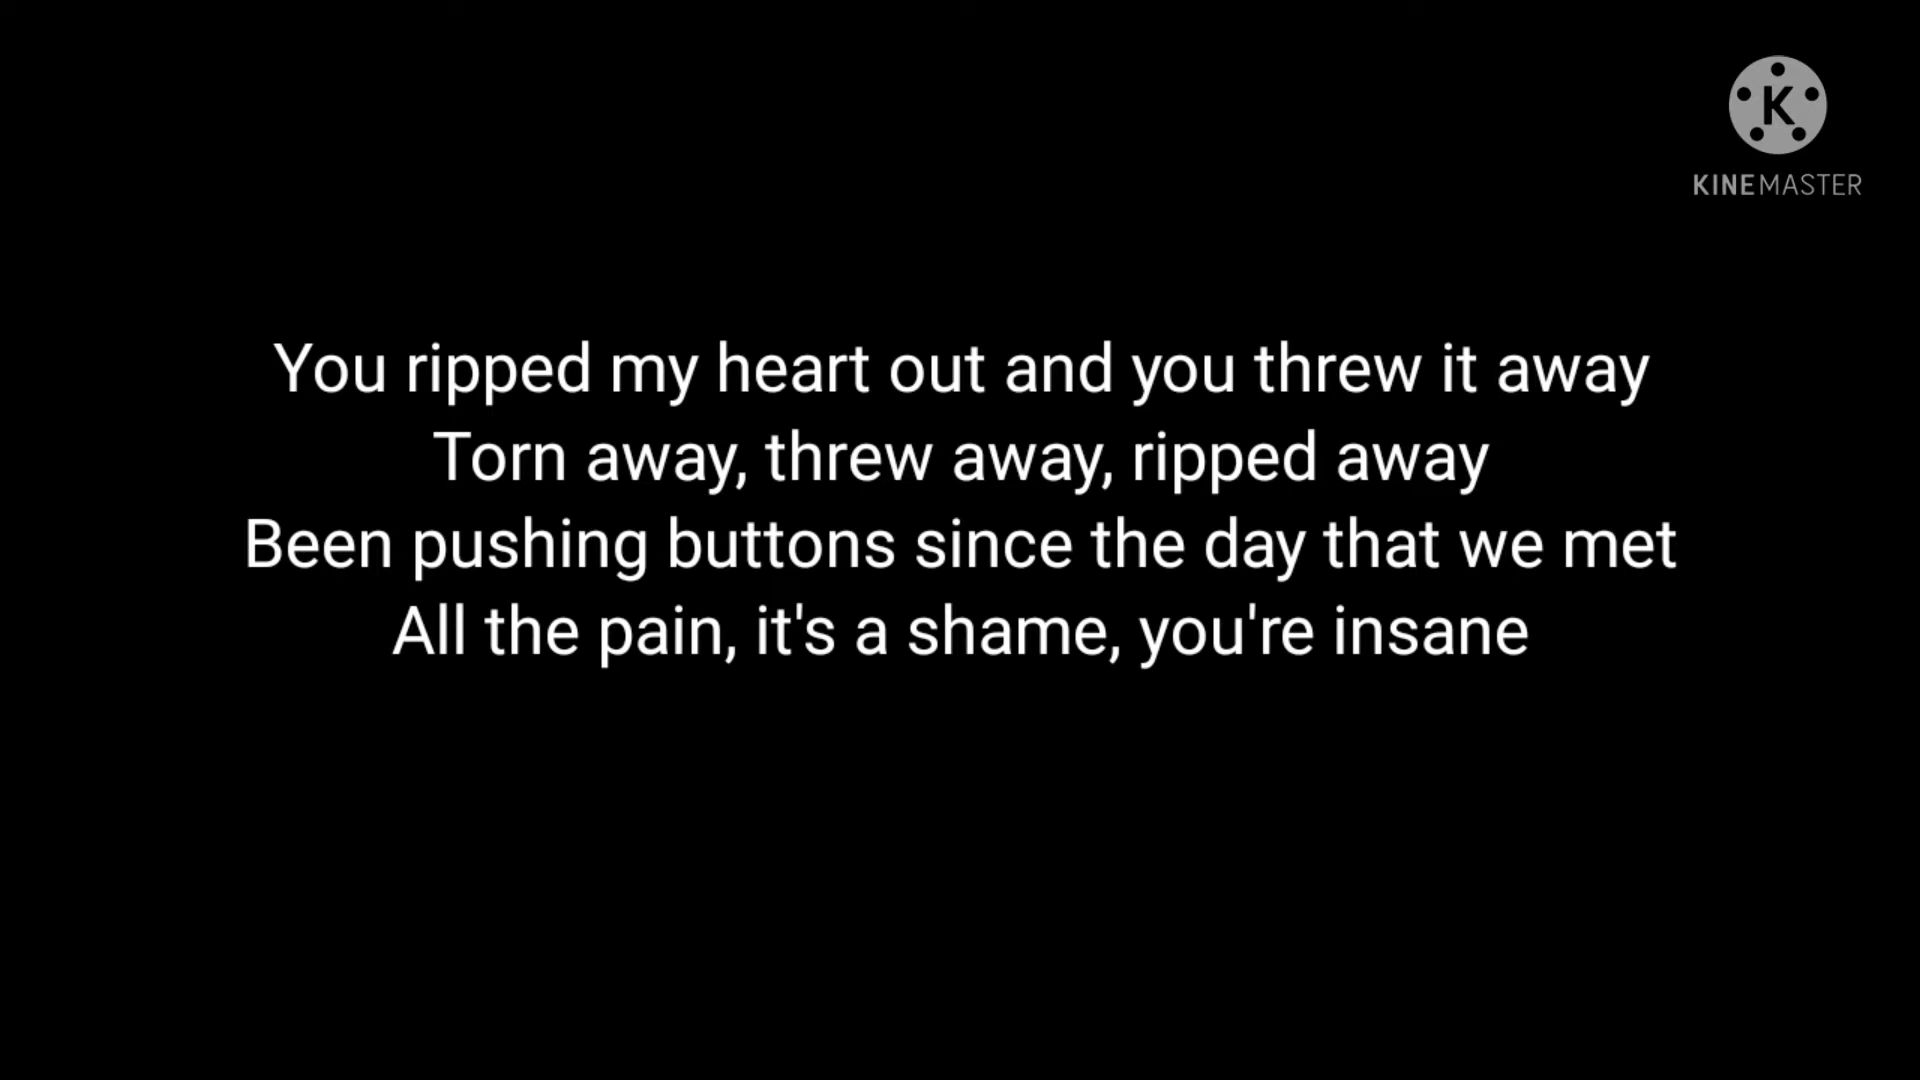 K
KINEMASTER
You ripped my heart out and you threw it away
Torn away, threw away, ripped away
Been pushing buttons since the day that we met
All the pain, it's a shame, you're insane